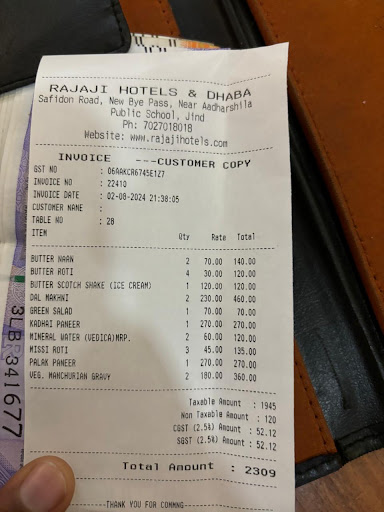 RAJAJI HOTELS & DHABA
Safidon Road, New Bye Pass, Near Aadharshila
Public School, Jind
Ph: 7027018018
Website: www.rajajihotels.com
INVOICE ---CUSTOMER COPY
GST NO : 06AAKCR6745E1Z7
INVOICE NO : 22410
INVOICE DATE : 02-08-2024 21:38:05
CUSTOMER NAME :
TABLE NO : 28
ITEM Qty Rate Total
BUTTER NAAN 2 70.00 140.00
BUTTER ROTI 4 30.00 120.00
BUTTER SCOTCH SHAKE (ICE CREAM) 1 120.00 120.00
DAL MAKHNI 2 230.00 460.00
GREEN SALAD 1 70.00 70.00
KADHAI PANEER 1 270.00 270.00
MINERAL WATER (VEDICA)MRP. 2 60.00 120.00
MISSI ROTI 3 45.00 135.00
PALAK PANEER 1 270.00 270.00
VEG. MANCHURIAN GRAVY 2 180.00 360.00
Taxable Amount : 1945
Non Taxable Amount : 120
CGST (2.5%) Amount : 52.12
SGST (2.5%) Amount : 52.12
Total Amount : 2309
----THANK YOU FOR COMMNG----
3LB 341677